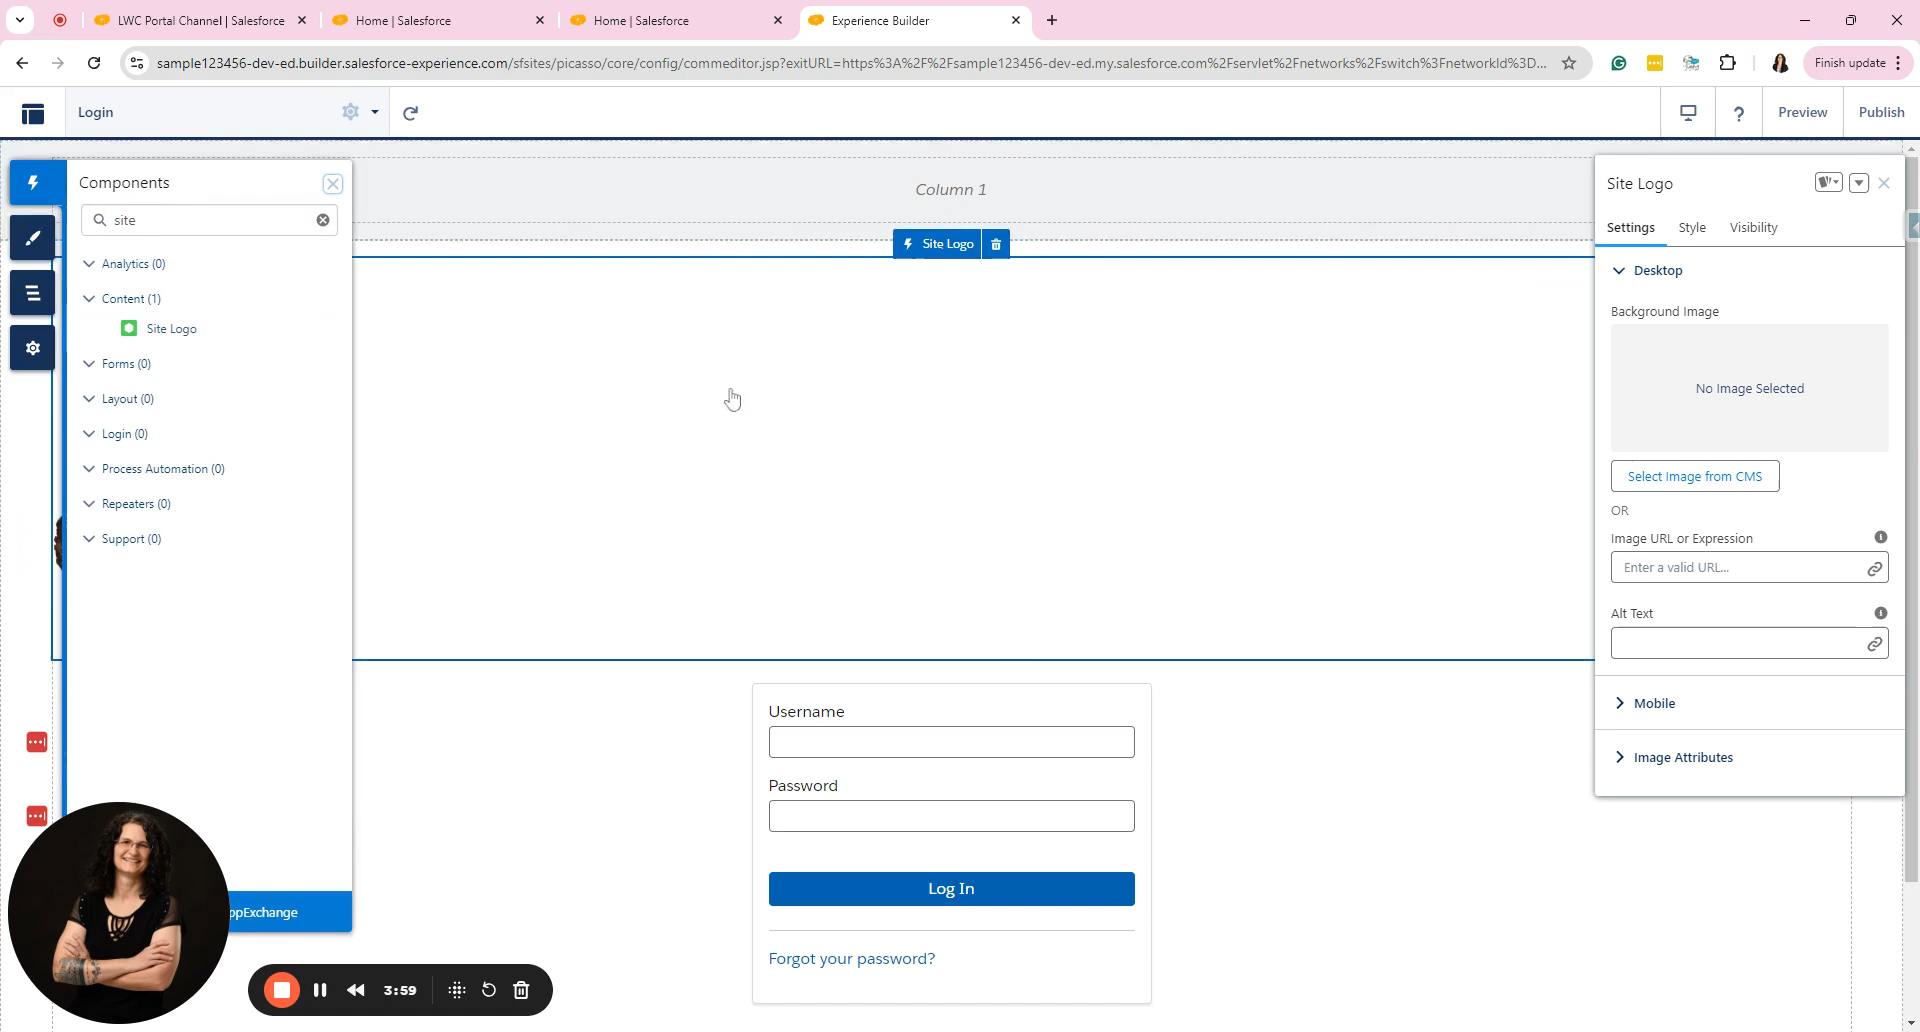 LWC Portal Channel | Salesforce
Home | Salesforce
Home | Salesforce
Experience Builder
sample123456-dev-ed.builder.salesforce-experience.com/sfsites/picasso/core/config/commeditor.jsp?exitURL=https%3A%2F%2Fsample123456-dev-ed.my.salesforce.com%2Fservlet%2Fnetworks%2Fswitch%3FnetworkId%3D...
Finish update
Login
?
Preview
Publish
Components
site
Analytics (0)
Content (1)
Site Logo
Forms (0)
Layout (0)
Login (0)
Process Automation (0)
Repeaters (0)
Support (0)
ppExchange
3:59
Column 1
Site Logo
Username
Password
Log In
Forgot your password?
Site Logo
Settings
Style
Visibility
Desktop
Background Image
No Image Selected
Select Image from CMS
OR
Image URL or Expression
Enter a valid URL...
Alt Text
Mobile
Image Attributes